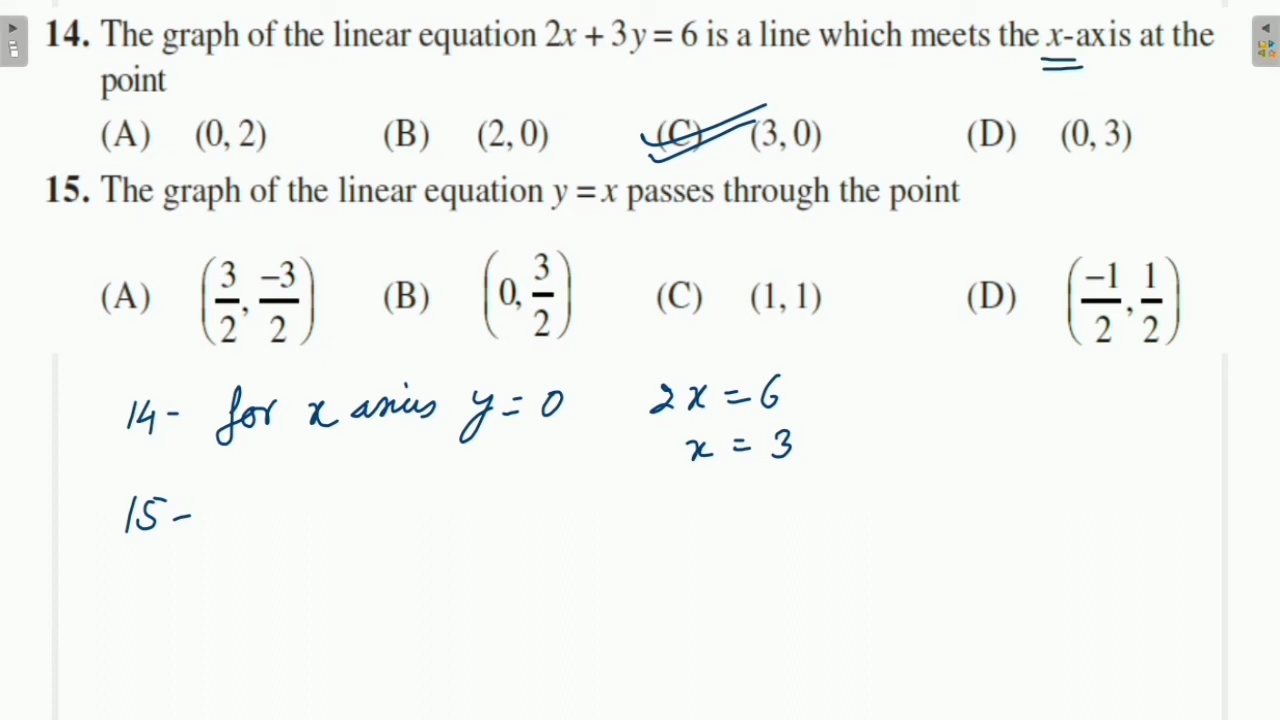 14. The graph of the linear equation 2x + 3y = 6 is a line which meets the x-axis at the
point
(A) (0, 2) (B) (2, 0) (C) (3, 0) (D) (0, 3)
15. The graph of the linear equation y = x passes through the point
(A) (3/2, -3/2) (B) (0, 3/2) (C) (1, 1) (D) (-1/2, 1/2)
14- for x axius y = 0 2x = 6
x = 3
15 -